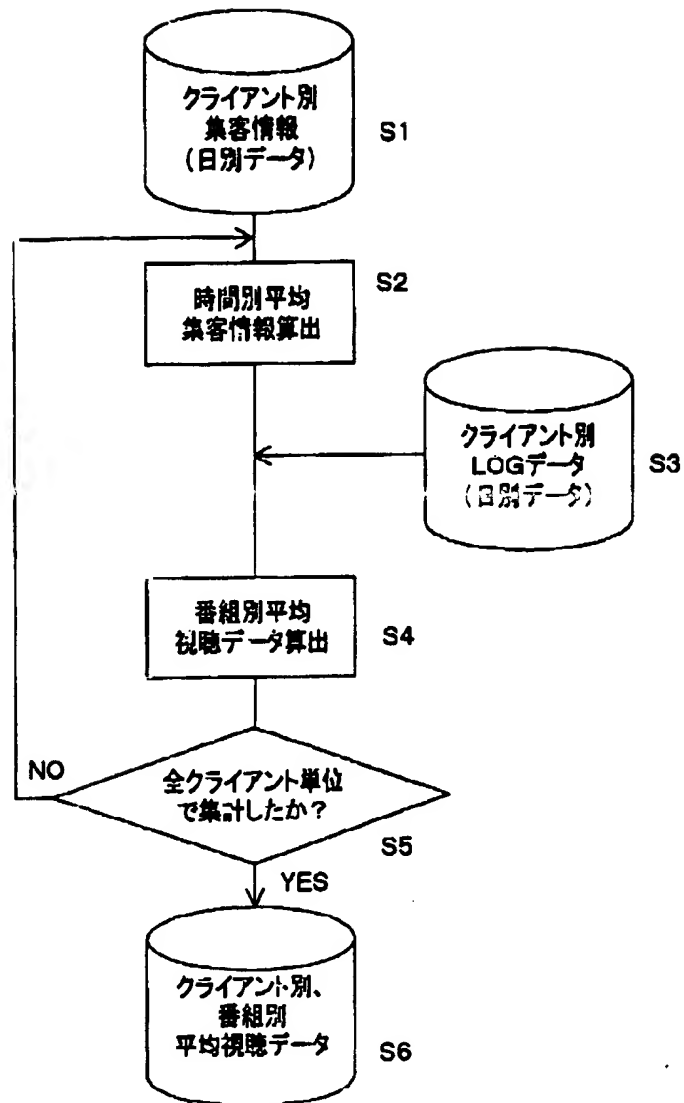 クライアント別
集客情報
(日別データ)
S1
時間別平均
集客情報算出
S2
クライアント別
LOGデータ
(日別データ)
S3
番組別平均
視聴データ算出
S4
NO
全クライアント単位
で集計したか?
S5
YES
クライアント別、
番組別
平均視聴データ
S6